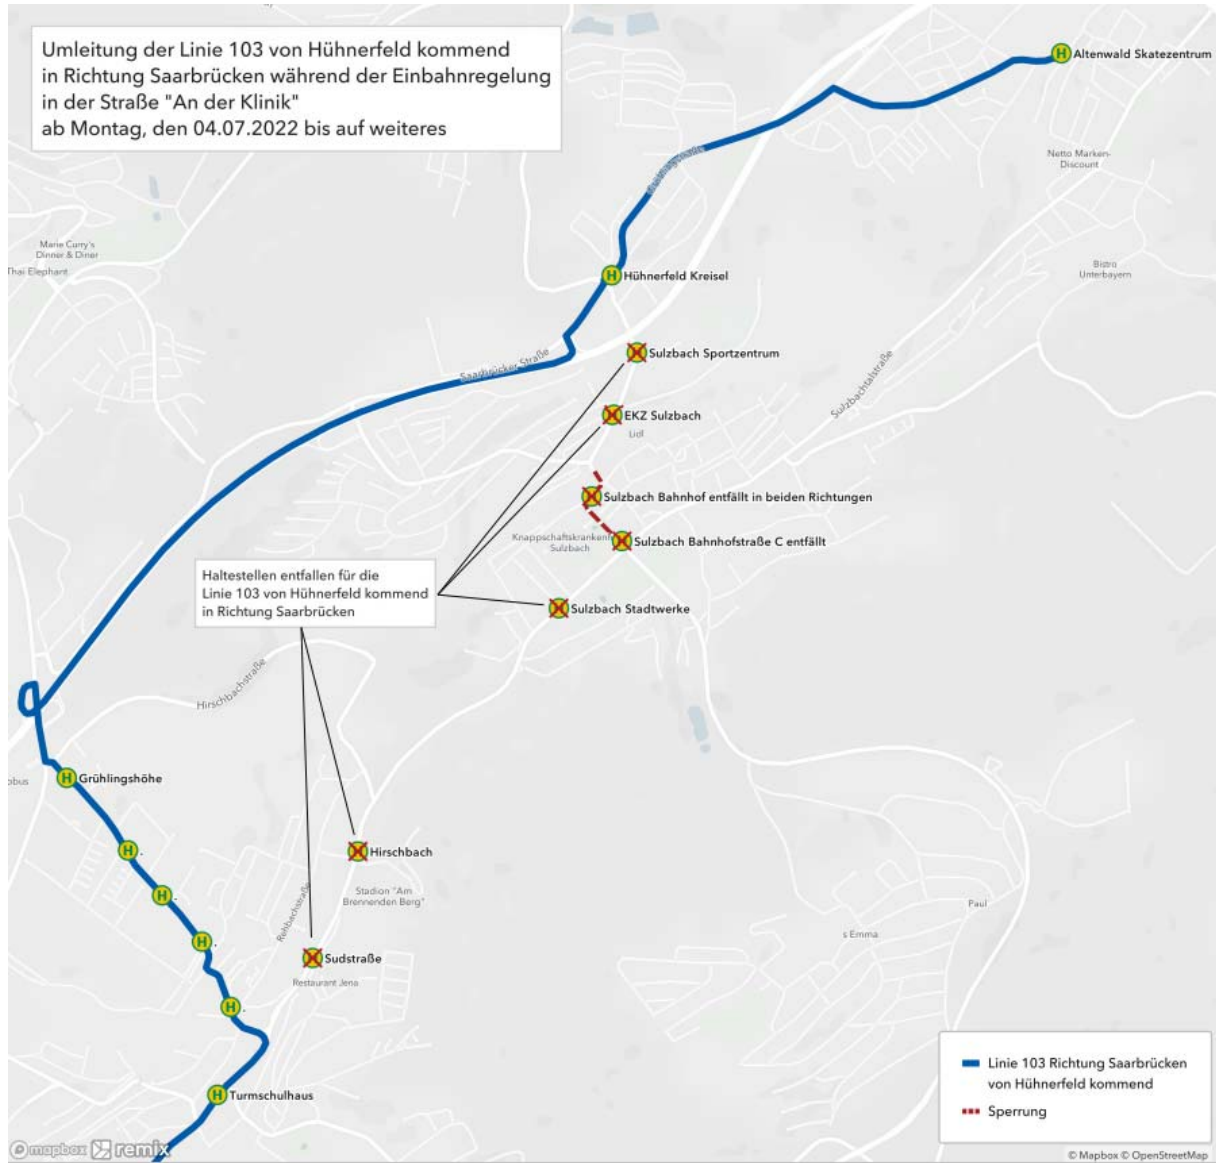 Umleitung der Linie 103 von Hühnerfeld kommend
in Richtung Saarbrücken während der Einbahnregelung
in der Straße "An der Klinik"
ab Montag, den 04.07.2022 bis auf weiteres
H Altenwald Skatezentrum
Netto Marken-
Discount
Marie Curry's
Dinner & Diner
Thai Elephant
Bistro
Unterbayern
H Hühnerfeld Kreisel
H Sulzbach Sportzentrum
Saarbrücker Straße
Sulzbachtalstraße
H EKZ Sulzbach
Lidl
H Sulzbach Bahnhof entfällt in beiden Richtungen
Knappschaftskrankenh
Sulzbach
H Sulzbach Bahnhofstraße C entfällt
Haltestellen entfallen für die
Linie 103 von Hühnerfeld kommend
in Richtung Saarbrücken
H Sulzbach Stadtwerke
Hirschbachstraße
obus
H Grühlingshöhe
H .
H Hirschbach
Stadion "Am
Brennenden Berg"
H .
Rehbachstraße
Paul
s Emma
H .
H Sudstraße
Restaurant Jena
H .
H Turmschulhaus
Linie 103 Richtung Saarbrücken
von Hühnerfeld kommend
Sperrung
mapbox remix
© Mapbox © OpenStreetMap